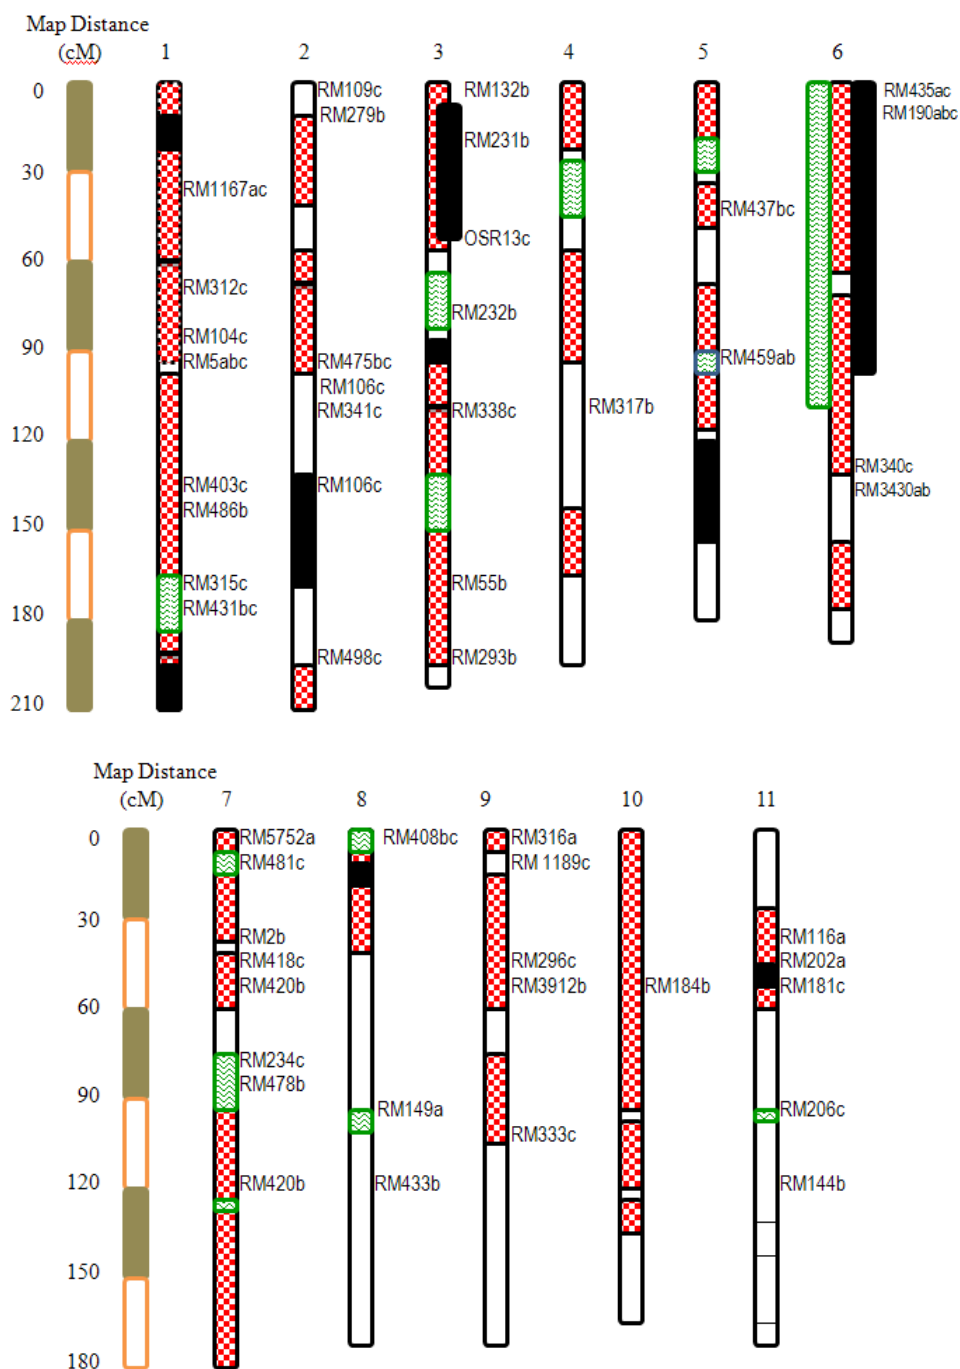 Map Distance
(cM) 1 2 3 4 5 6
0 RM109c RM132b RM435ac
RM279b RM190abc
RM231b
30 RM1167ac RM437bc
OSR13c
60
RM312c RM232b
RM104c
90 RM5abc RM475bc RM459ab
RM106c
RM341c RM338c RM317b
120
RM340c
RM403c RM106c RM3430ab
RM486b
150
RM315c RM55b
180 RM431bc
RM498c RM293b
210
Map Distance
(cM) 7 8 9 10 11
0 RM5752a RM408bc RM316a
RM481c RM1189c
30
RM2b RM116a
RM418c RM296c RM202a
RM420b RM3912b RM184b RM181c
60
RM234c
RM478b
90
RM149a RM206c
RM333c
120 RM420b RM433b RM144b
150
180